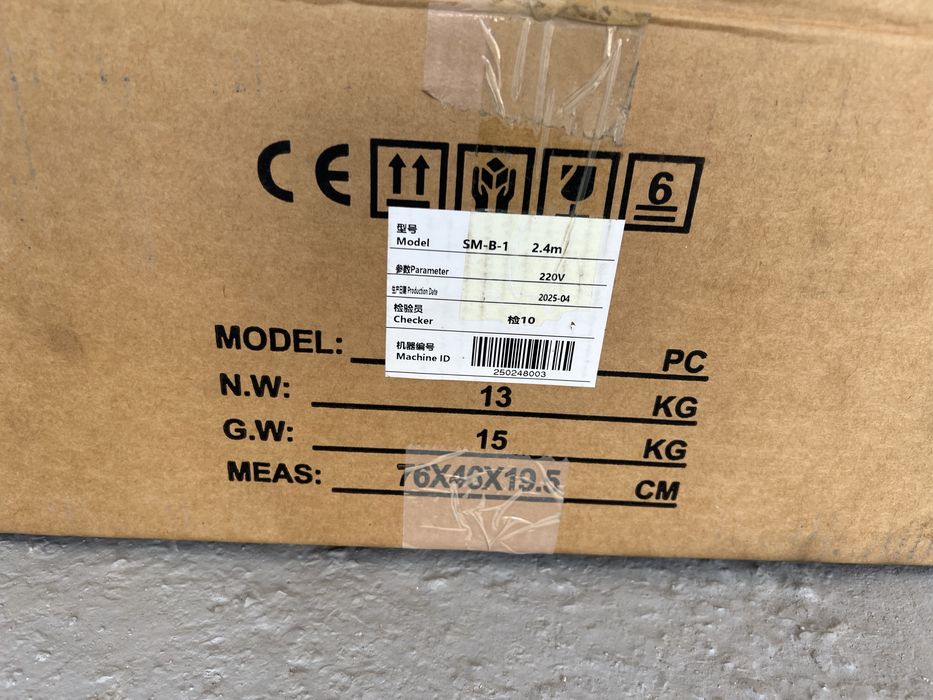 CE
6
型号
Model SM-B-1 2.4m
参数Parameter 220V
生产日期 Production Date 2025-04
检验员
Checker 检10
机器编号
Machine ID
250248003
MODEL: PC
N.W: 13 KG
G.W: 15 KG
MEAS: 76X46X19.5 CM